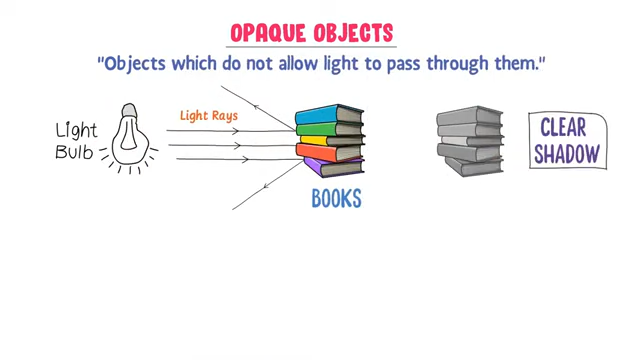 OPAQUE OBJECTS
"Objects which do not allow light to pass through them."
Light Rays
Light
Bulb
CLEAR
SHADOW
BOOKS